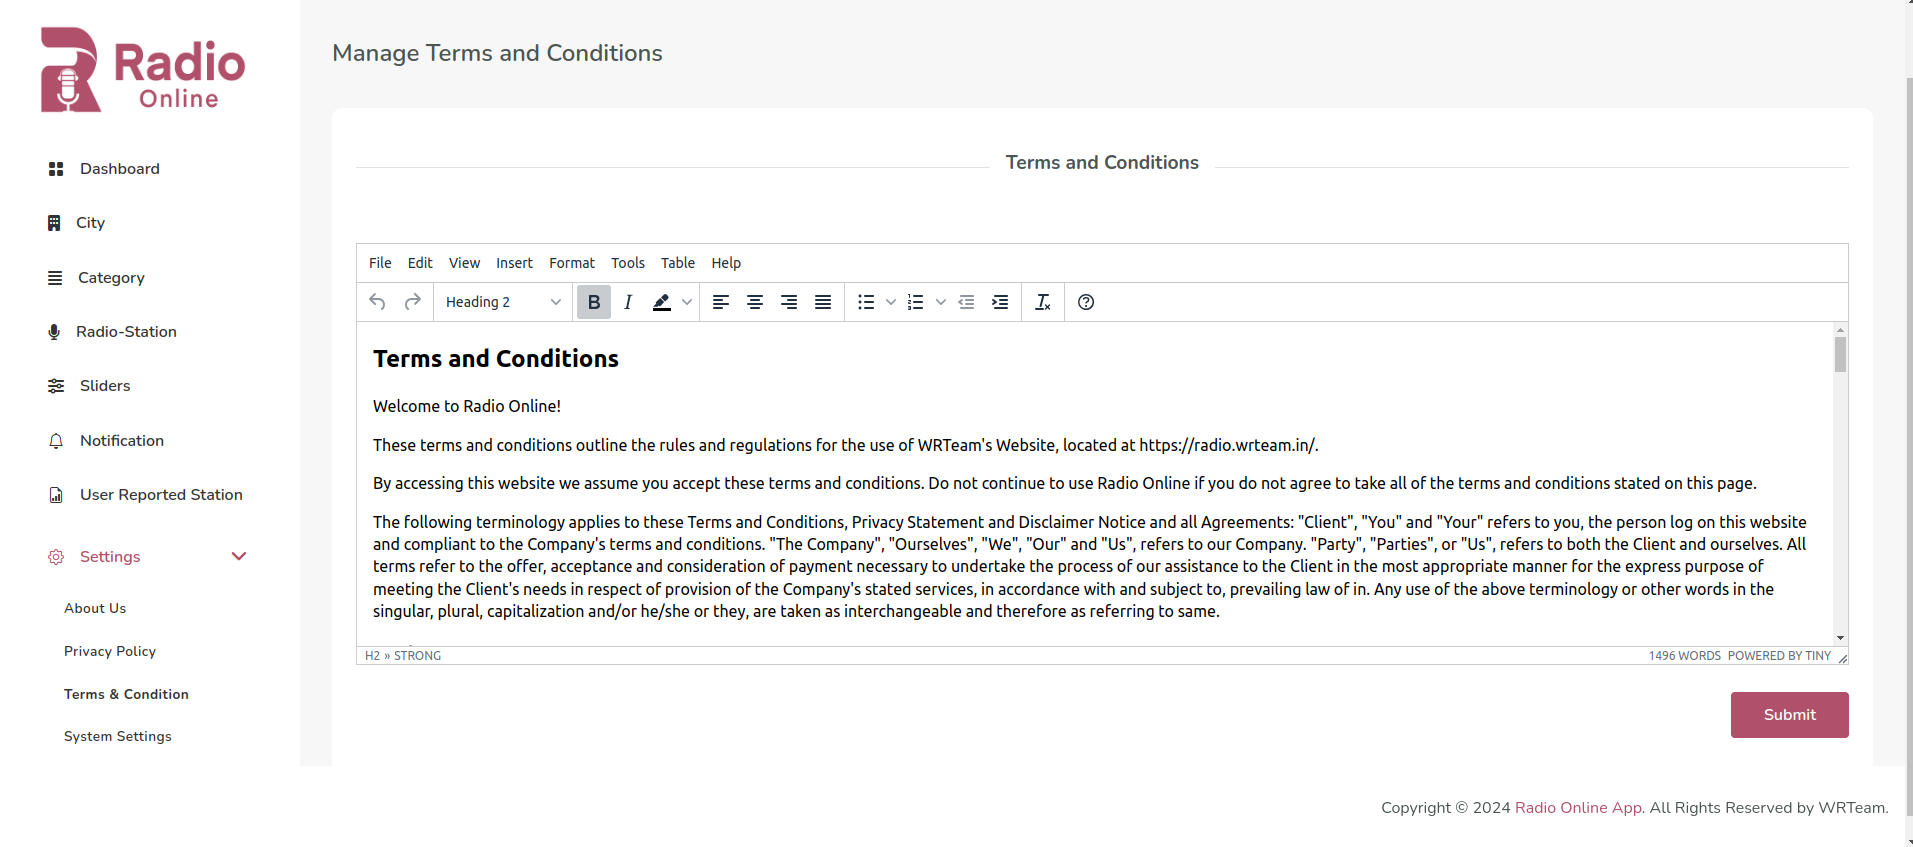 Radio
Online
Dashboard
City
Category
Radio-Station
Sliders
Notification
User Reported Station
Settings
About Us
Privacy Policy
Terms & Condition
System Settings
Manage Terms and Conditions
Terms and Conditions
File Edit View Insert Format Tools Table Help
Heading 2 B I
Terms and Conditions
Welcome to Radio Online!
These terms and conditions outline the rules and regulations for the use of WRTeam's Website, located at https://radio.wrteam.in/.
By accessing this website we assume you accept these terms and conditions. Do not continue to use Radio Online if you do not agree to take all of the terms and conditions stated on this page.
The following terminology applies to these Terms and Conditions, Privacy Statement and Disclaimer Notice and all Agreements: "Client", "You" and "Your" refers to you, the person log on this website
and compliant to the Company's terms and conditions. "The Company", "Ourselves", "We", "Our" and "Us", refers to our Company. "Party", "Parties", or "Us", refers to both the Client and ourselves. All
terms refer to the offer, acceptance and consideration of payment necessary to undertake the process of our assistance to the Client in the most appropriate manner for the express purpose of
meeting the Client's needs in respect of provision of the Company's stated services, in accordance with and subject to, prevailing law of in. Any use of the above terminology or other words in the
singular, plural, capitalization and/or he/she or they, are taken as interchangeable and therefore as referring to same.
H2 » STRONG
1496 WORDS POWERED BY TINY
Submit
Copyright © 2024 Radio Online App. All Rights Reserved by WRTeam.